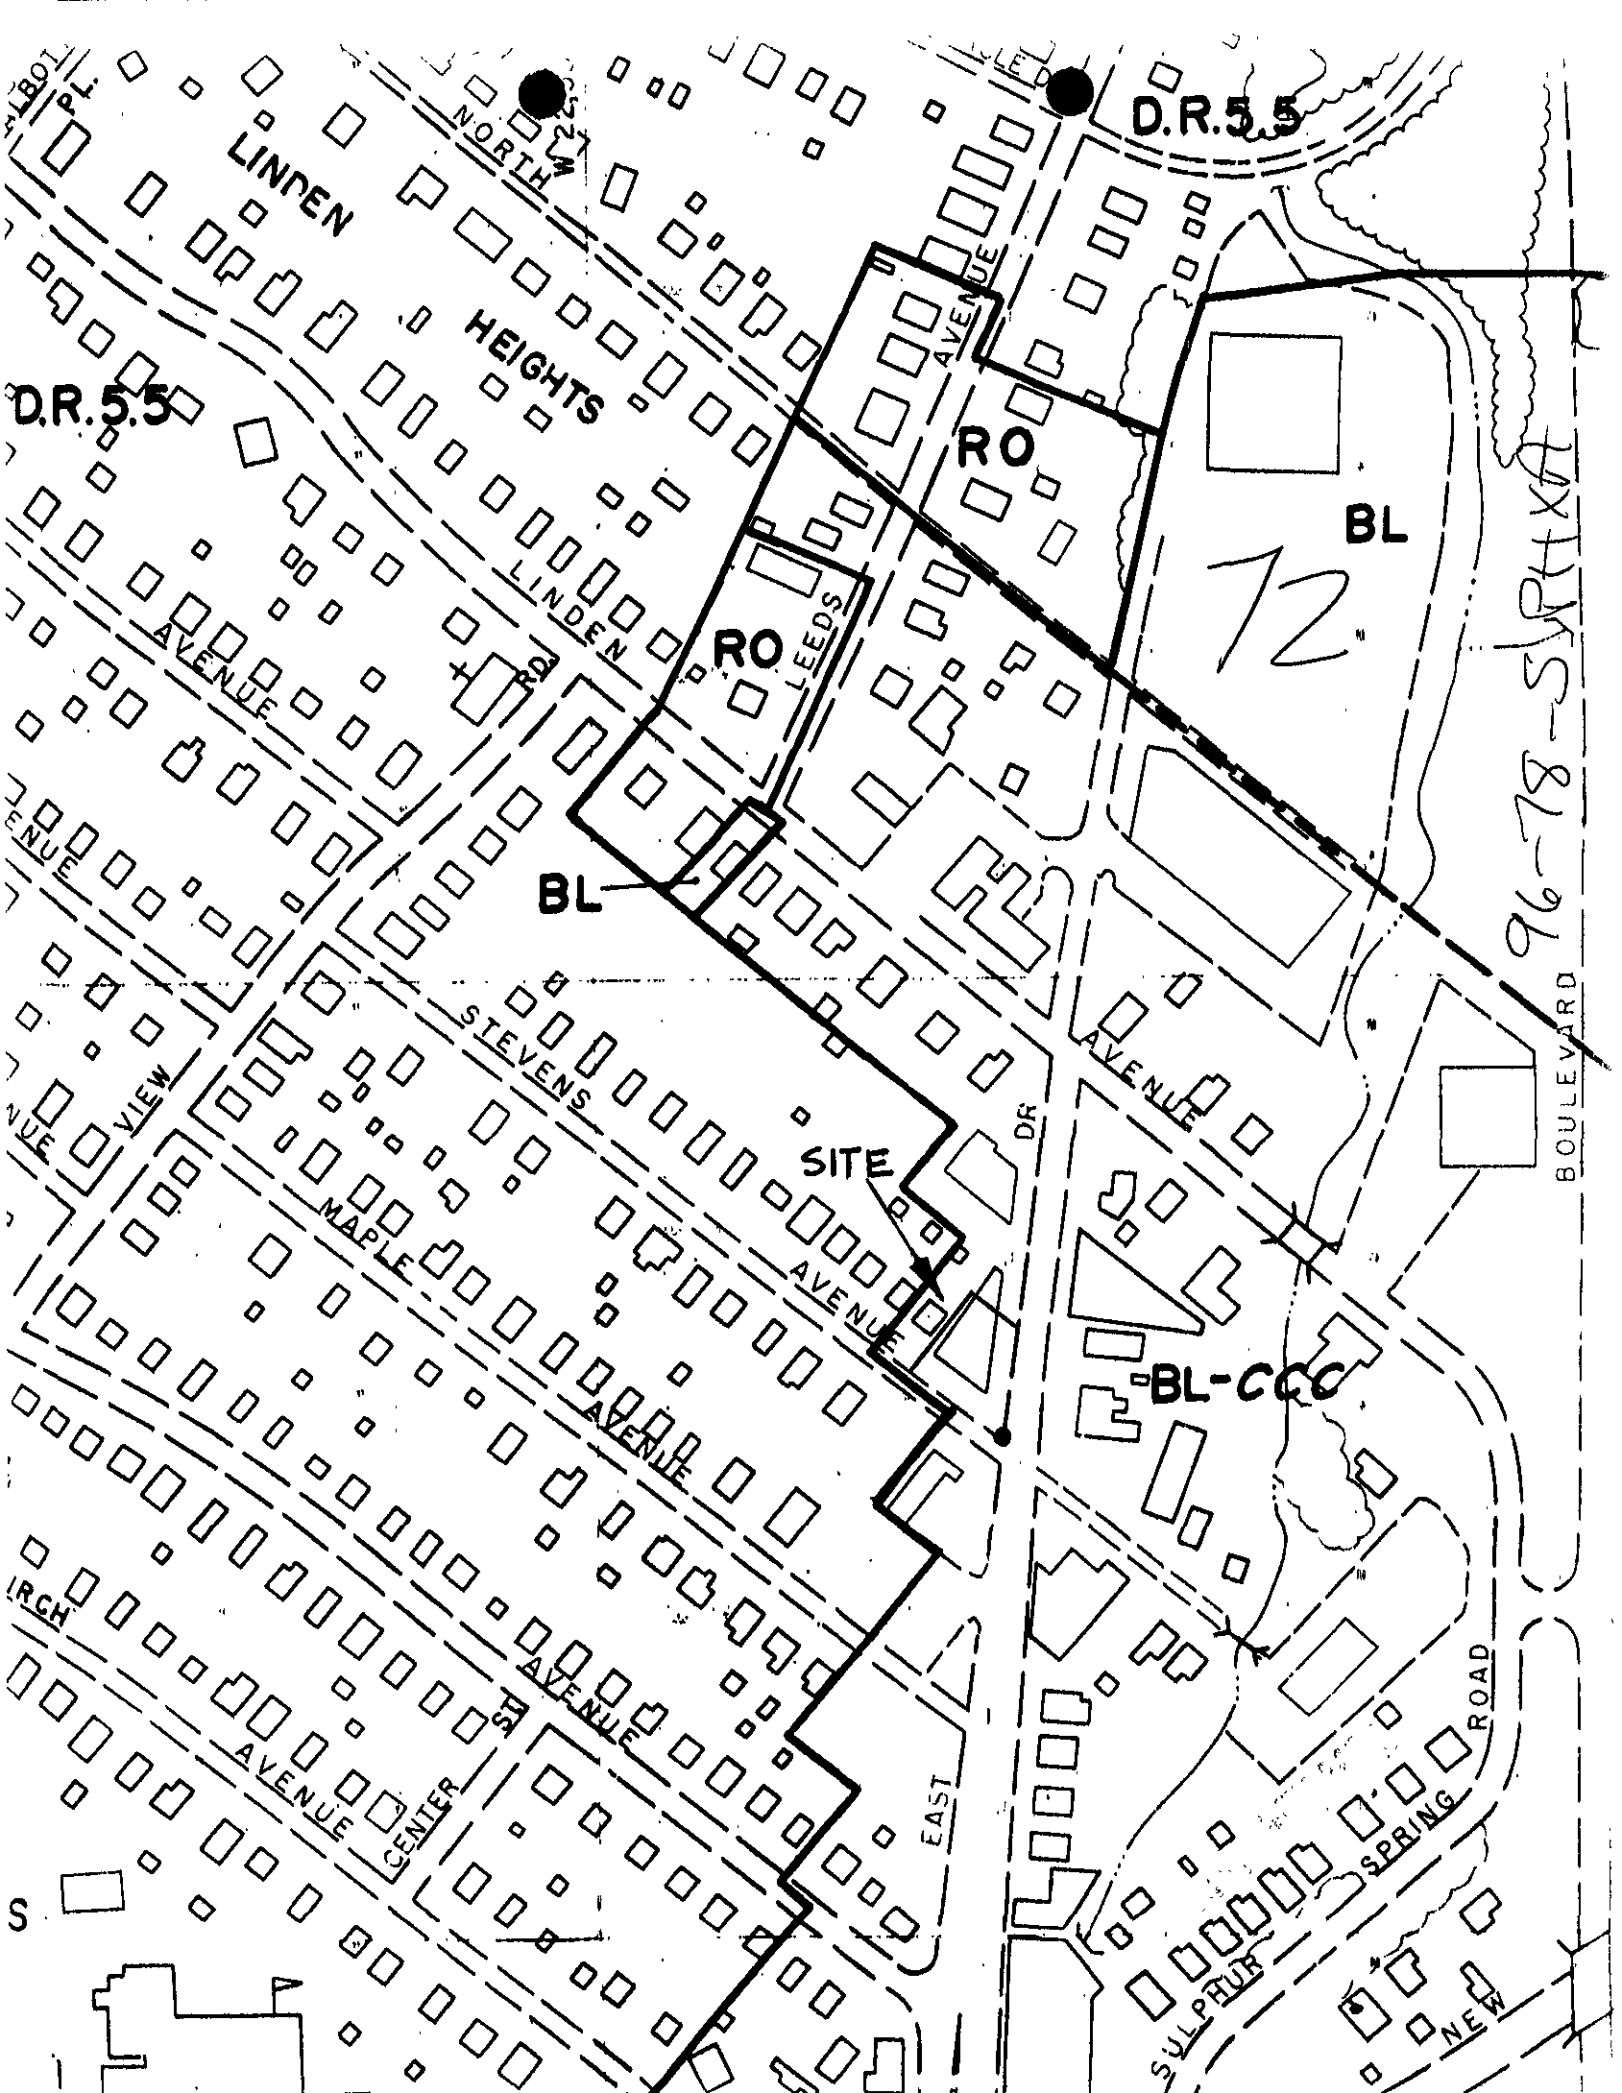 PL.
D.R.5.5
NORTH
LINDEN
AVENUE
HEIGHTS
D.R.5.5
RO
BL
72
LINDEN
LEEDS
RO
AVENUE
RD.
96-78-SPHXA
ENUE
BL
BOULEVARD
STEVENS
AVENUE
VIEW
DR
NUE
SITE
MAPLE
AVENUE
BL-CCC
AVENUE
IRCH
AVENUE
ST.
ROAD
AVENUE
CENTER
EAST
SPRING
S
SULPHUR
NEW